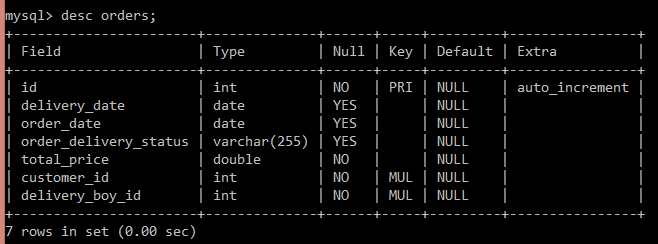 mysql> desc orders;
+-----------------------+--------------+------+-----+---------+----------------+
| Field                 | Type         | Null | Key | Default | Extra          |
+-----------------------+--------------+------+-----+---------+----------------+
| id                    | int          | NO   | PRI | NULL    | auto_increment |
| delivery_date         | date         | YES  |     | NULL    |                |
| order_date            | date         | YES  |     | NULL    |                |
| order_delivery_status | varchar(255) | YES  |     | NULL    |                |
| total_price           | double       | NO   |     | NULL    |                |
| customer_id           | int          | NO   | MUL | NULL    |                |
| delivery_boy_id       | int          | NO   | MUL | NULL    |                |
+-----------------------+--------------+------+-----+---------+----------------+
7 rows in set (0.00 sec)